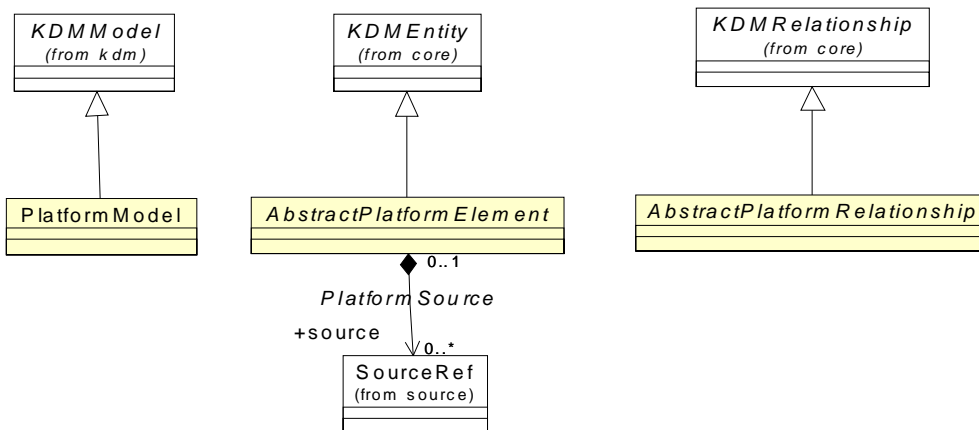 KDMModel
(from kdm)
KDMEntity
(from core)
KDMRelationship
(from core)
PlatformModel
AbstractPlatformElement
AbstractPlatformRelationship
0..1
PlatformSource
+source
0..*
SourceRef
(from source)